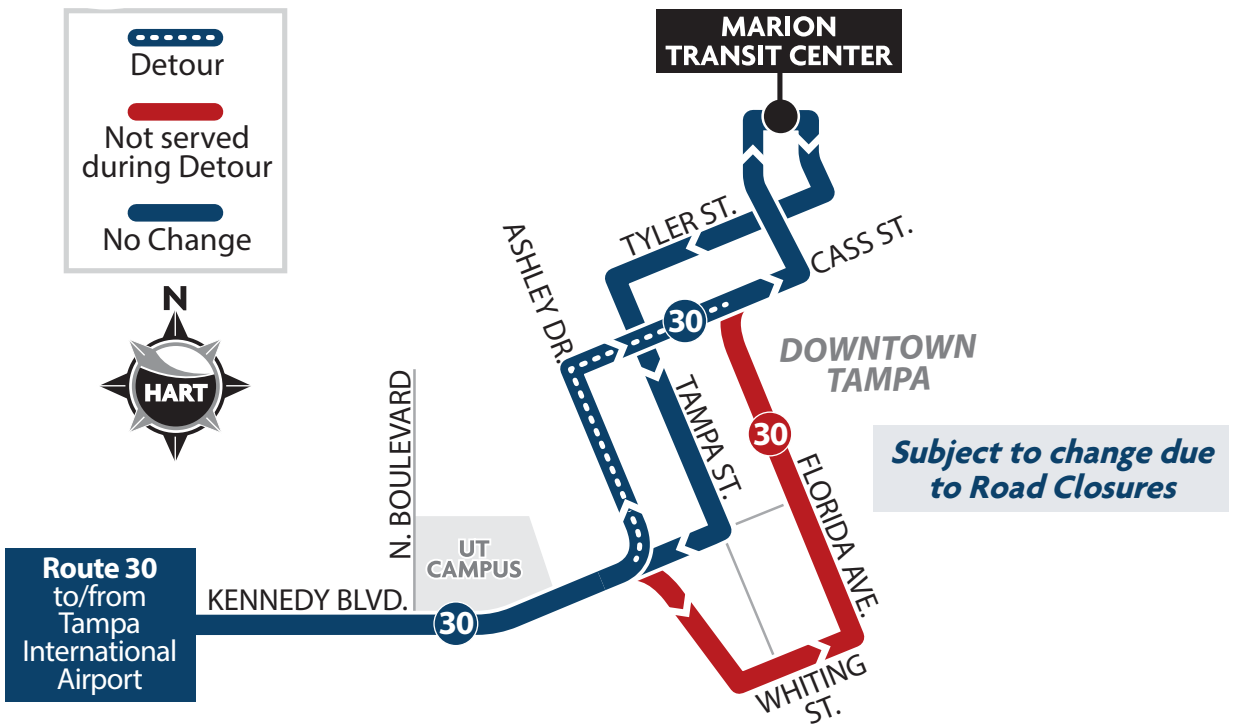 Detour
Not served
during Detour
No Change
N
HART
MARION
TRANSIT CENTER
TYLER ST.
CASS ST.
ASHLEY DR.
30
DOWNTOWN
TAMPA
N. BOULEVARD
TAMPA ST.
30
FLORIDA AVE.
Subject to change due
to Road Closures
UT
CAMPUS
Route 30
to/from
Tampa
International
Airport
KENNEDY BLVD.
30
WHITING
ST.